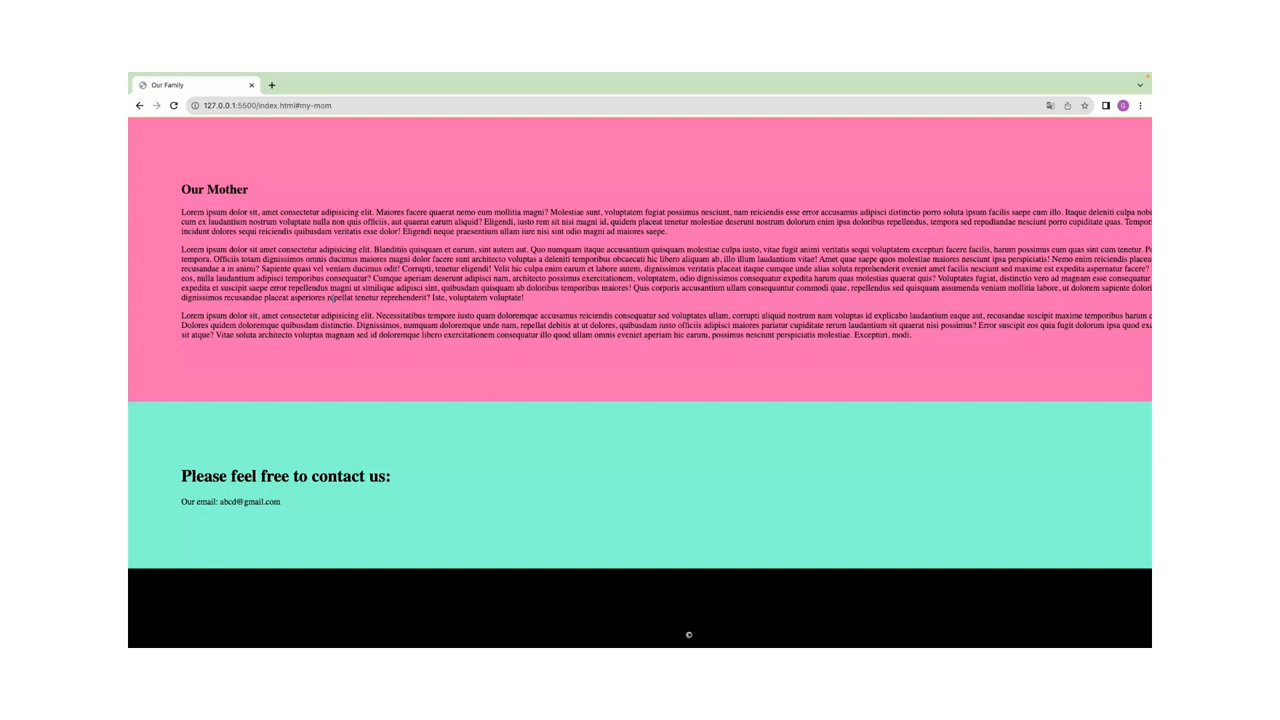 Our Family
127.0.0.1:5500/index.html#my-mom
Our Mother
Lorem ipsum dolor sit, amet consectetur adipisicing elit. Maiores facere quaerat nemo eum mollitia magni? Molestiae sunt, voluptatem fugiat possimus nesciunt, nam reiciendis esse error accusamus adipisci distinctio porro soluta ipsum facilis saepe cum illo. Itaque deleniti culpa nobi
cum ex laudantium nostrum voluptate nulla non quis officiis, aut quaerat earum aliquid? Eligendi, iusto rem sit nisi magni id, quidem placeat tenetur molestiae deserunt nostrum dolorum enim ipsa doloribus repellendus, tempora sed repudiandae nesciunt porro cupiditate quas. Tempor
incidunt dolores sequi reiciendis quibusdam veritatis esse dolor! Eligendi neque praesentium ullam iure nisi sint odio magni ad maiores saepe.
Lorem ipsum dolor sit amet consectetur adipisicing elit. Blanditiis quisquam et earum, sint autem aut. Quo numquam itaque accusantium quisquam molestiae culpa iusto, vitae fugit animi veritatis sequi voluptatem excepturi facere facilis, harum possimus eum quas sint cum tenetur. Po
tempora. Officiis totam dignissimos omnis ducimus maiores magni dolor facere sunt architecto voluptas a deleniti temporibus obcaecati hic libero aliquam ab, illo illum laudantium vitae! Amet quae saepe quos molestiae maiores deserunt ipsa perspiciatis! Nemo enim reiciendis placea
recusandae a in animi? Sapiente quasi vel veniam ducimus odit! Corrupti, tenetur eligendi! Velit hic culpa enim earum et labore autem, dignissimos veritatis placeat itaque cumque unde alias soluta reprehenderit eveniet amet facilis nesciunt sed maxime est expedita aspernatur facere?
eos, nulla laudantium adipisci temporibus consequatur? Cumque aperiam deserunt adipisci nam, architecto possimus exercitationem, voluptatem, odio dignissimos expedita harum quas molestias quaerat quis? Voluptates fugiat, distinctio vero ad magnam esse consequatur
expedita et suscipit saepe error repellendus magni ut similique adipisci sint, quibusdam quisquam ab doloribus temporibus maiores! Quis corporis accusantium ullam consequuntur commodi quae, repellendus sed quisquam assumenda veniam mollitia labore, ut dolorem sapiente dolori
dignissimos recusandae placeat asperiores repellat tenetur reprehenderit? Iste, voluptatem voluptate!
Lorem ipsum dolor sit, amet consectetur adipisicing elit. Necessitatibus tempore iusto quam doloremque accusamus reiciendis consequatur sed voluptates ullam, corrupti aliquid nostrum nam voluptas id explicabo laudantium eaque aut, recusandae suscipit maxime temporibus harum c
Dolores quidem doloremque quibusdam distinctio. Dignissimos, numquam doloremque unde nam, repellat debitis at ut dolores, quibusdam iusto officiis adipisci maiores pariatur cupiditate rerum laudantium sit quaerat nisi possimus? Error suscipit eos quia fugit dolorum ipsa quod exc
sit atque? Vitae soluta architecto voluptas magnam sed id doloremque libero exercitationem consectetur illo quod ullam omnis eveniet aperiam hic earum, possimus nesciunt perspiciatis molestiae. Excepturi, modi.
Please feel free to contact us:
Our email: abcd@gmail.com
©